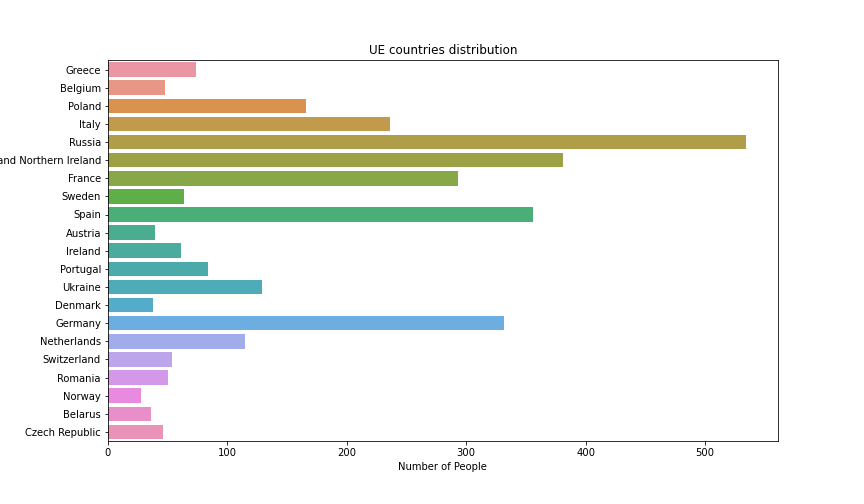 UE countries distribution
Greece
Belgium
Poland
Italy
Russia
and Northern Ireland
France
Sweden
Spain
Austria
Ireland
Portugal
Ukraine
Denmark
Germany
Netherlands
Switzerland
Romania
Norway
Belarus
Czech Republic
0 100 200 300 400 500
Number of People